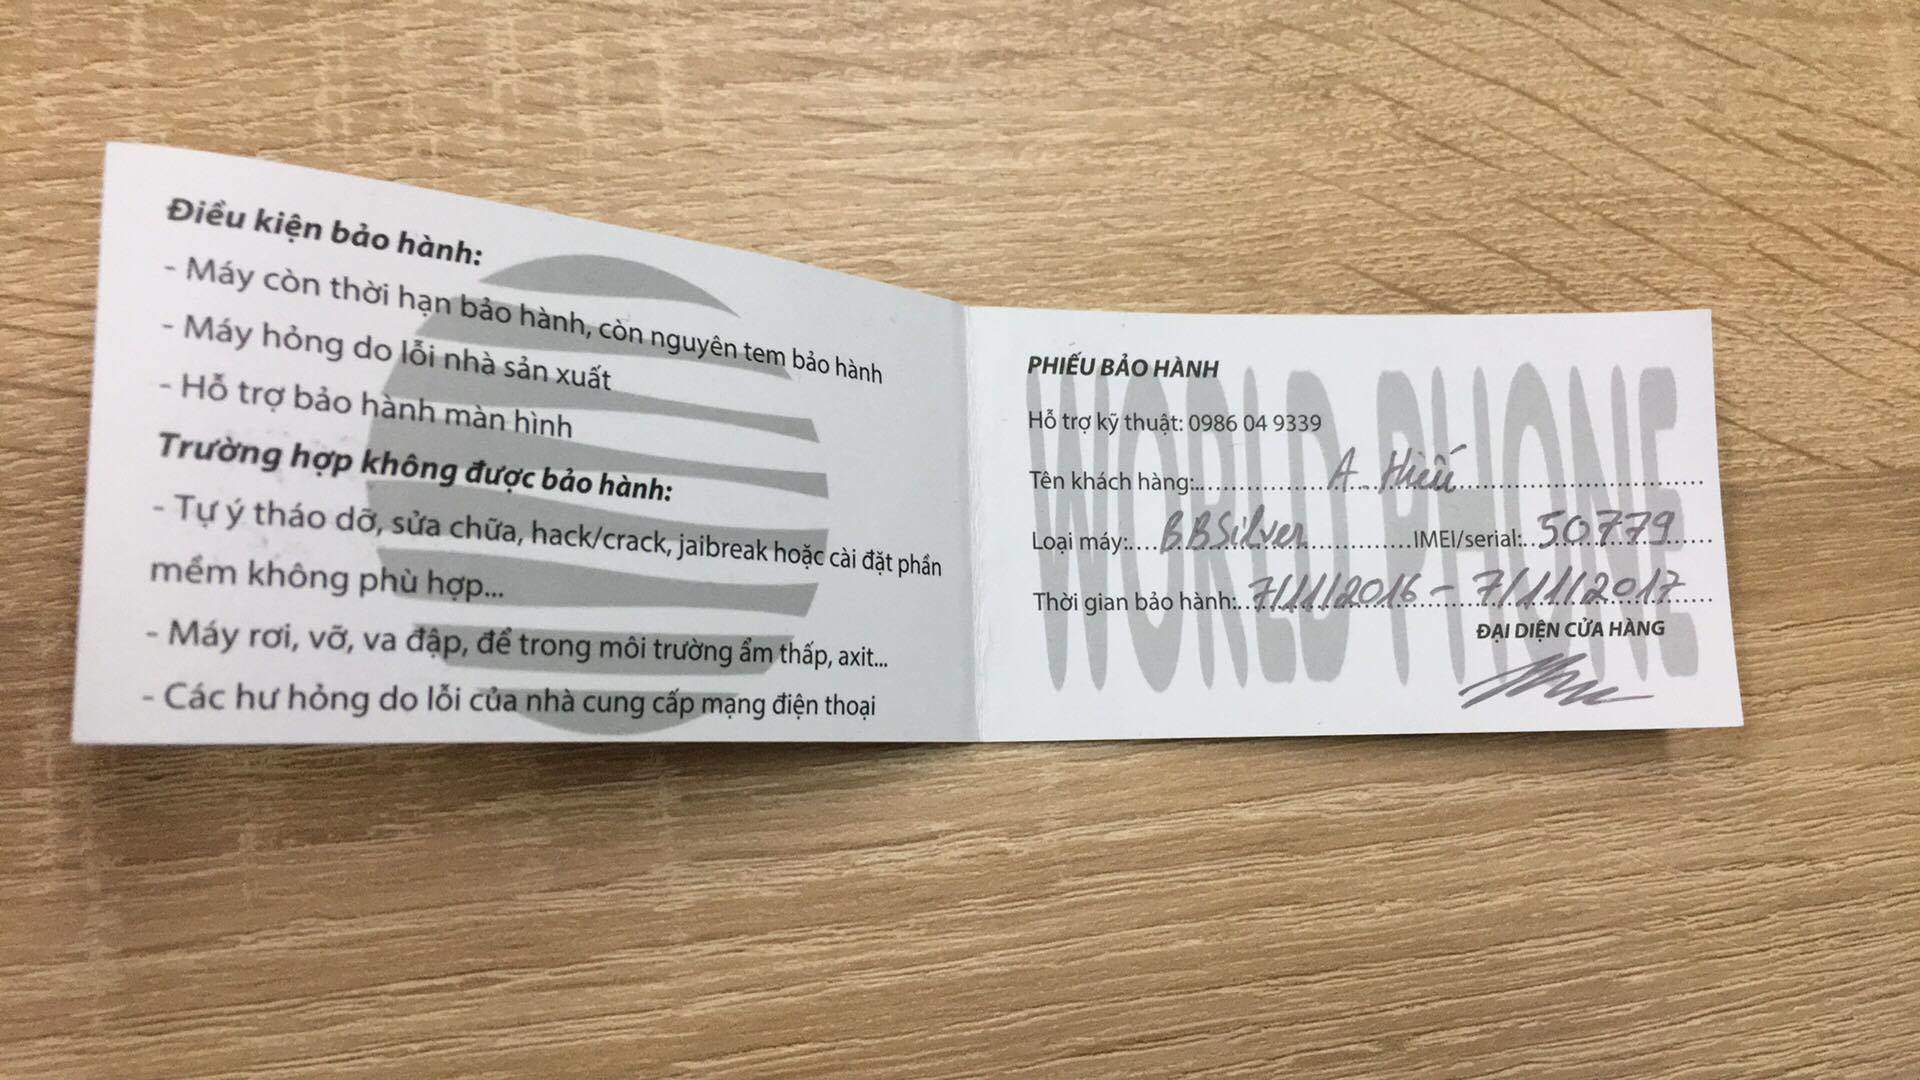 Điều kiện bảo hành:
- Máy còn thời hạn bảo hành, còn nguyên tem bảo hành
- Máy hỏng do lỗi nhà sản xuất
- Hỗ trợ bảo hành màn hình
Trường hợp không được bảo hành:
- Tự ý tháo dỡ, sửa chữa, hack/crack, jaibreak hoặc cài đặt phần
mềm không phù hợp...
- Máy rơi, vỡ, va đập, để trong môi trường ẩm thấp, axit...
- Các hư hỏng do lỗi của nhà cung cấp mạng điện thoại
WORLD PHONE
PHIẾU BẢO HÀNH
Hỗ trợ kỹ thuật: 0986 04 9339
Tên khách hàng: A. Hiếu
Loại máy: BBSilver IMEI/serial: 50779
Thời gian bảo hành: 7/11/2016 - 7/11/2017
ĐẠI DIỆN CỬA HÀNG